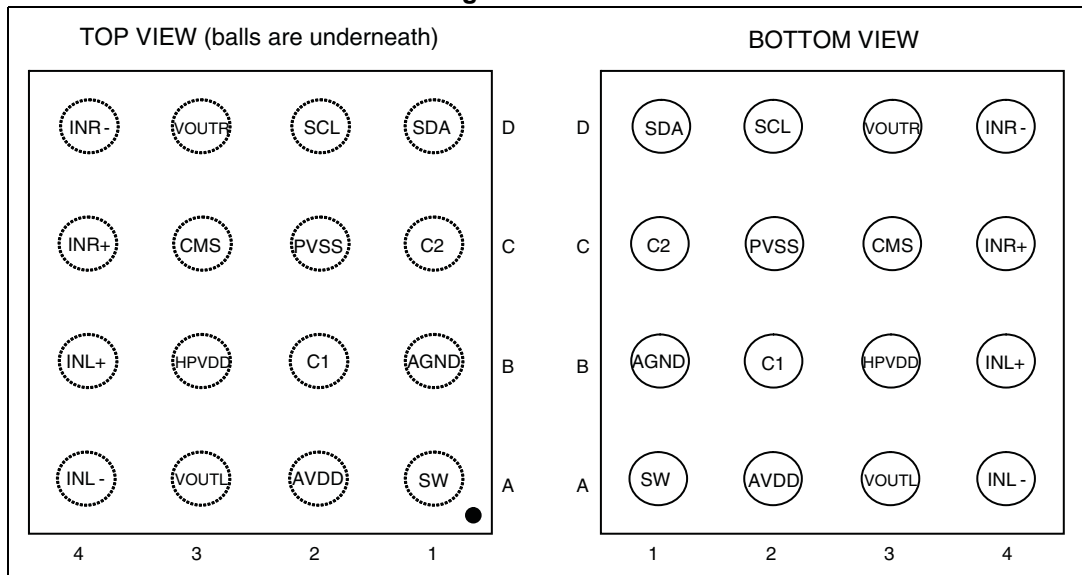 TOP VIEW (balls are underneath)
INR - VOUTR SCL SDA D
INR+ CMS PVSS C2 C
INL+ HPVDD C1 AGND B
INL - VOUTL AVDD SW A
4 3 2 1
BOTTOM VIEW
D SDA SCL VOUTR INR -
C C2 PVSS CMS INR+
B AGND C1 HPVDD INL+
A SW AVDD VOUTL INL -
1 2 3 4